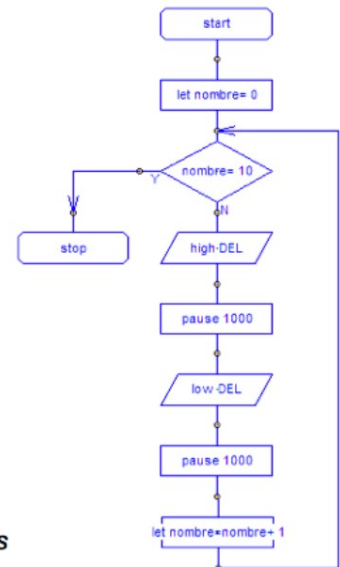 start
let nombre= 0
nombre= 10
Y
N
stop
high-DEL
pause 1000
low-DEL
pause 1000
let nombre=nombre+ 1
s